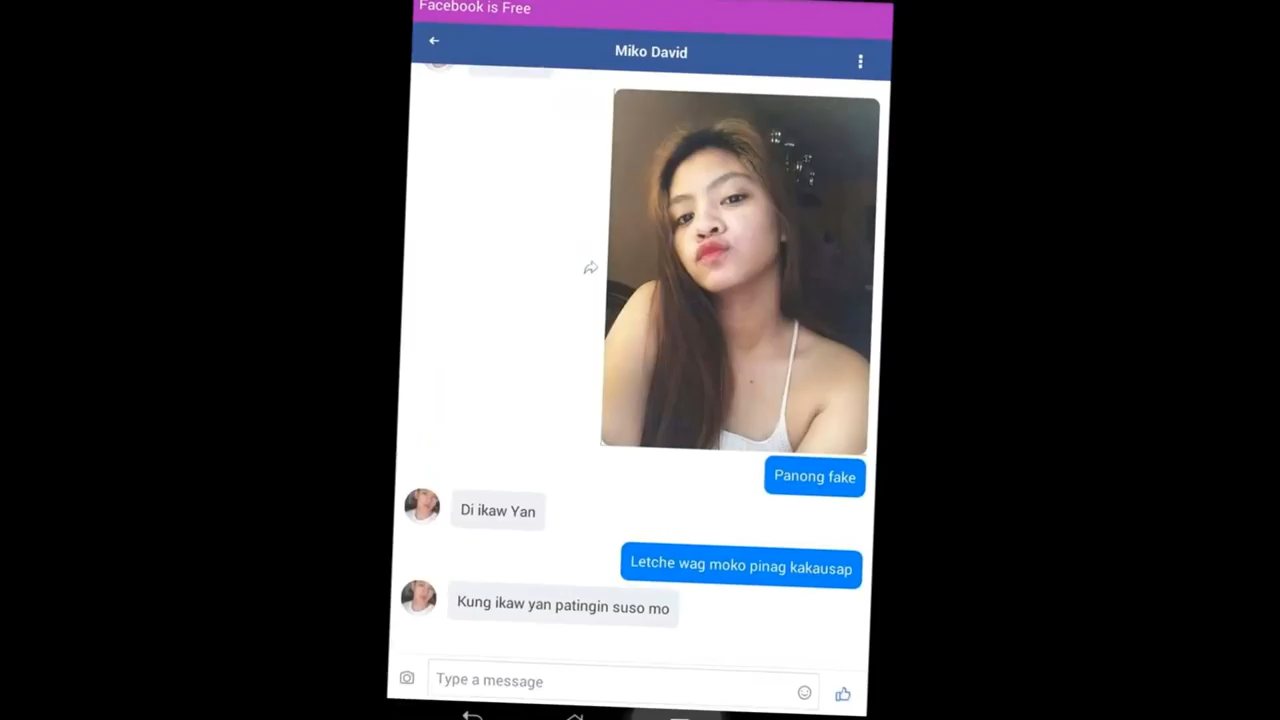 Facebook is Free
Miko David
Panong fake
Di ikaw Yan
Letche wag moko pinag kakausap
Kung ikaw yan patingin suso mo
Type a message